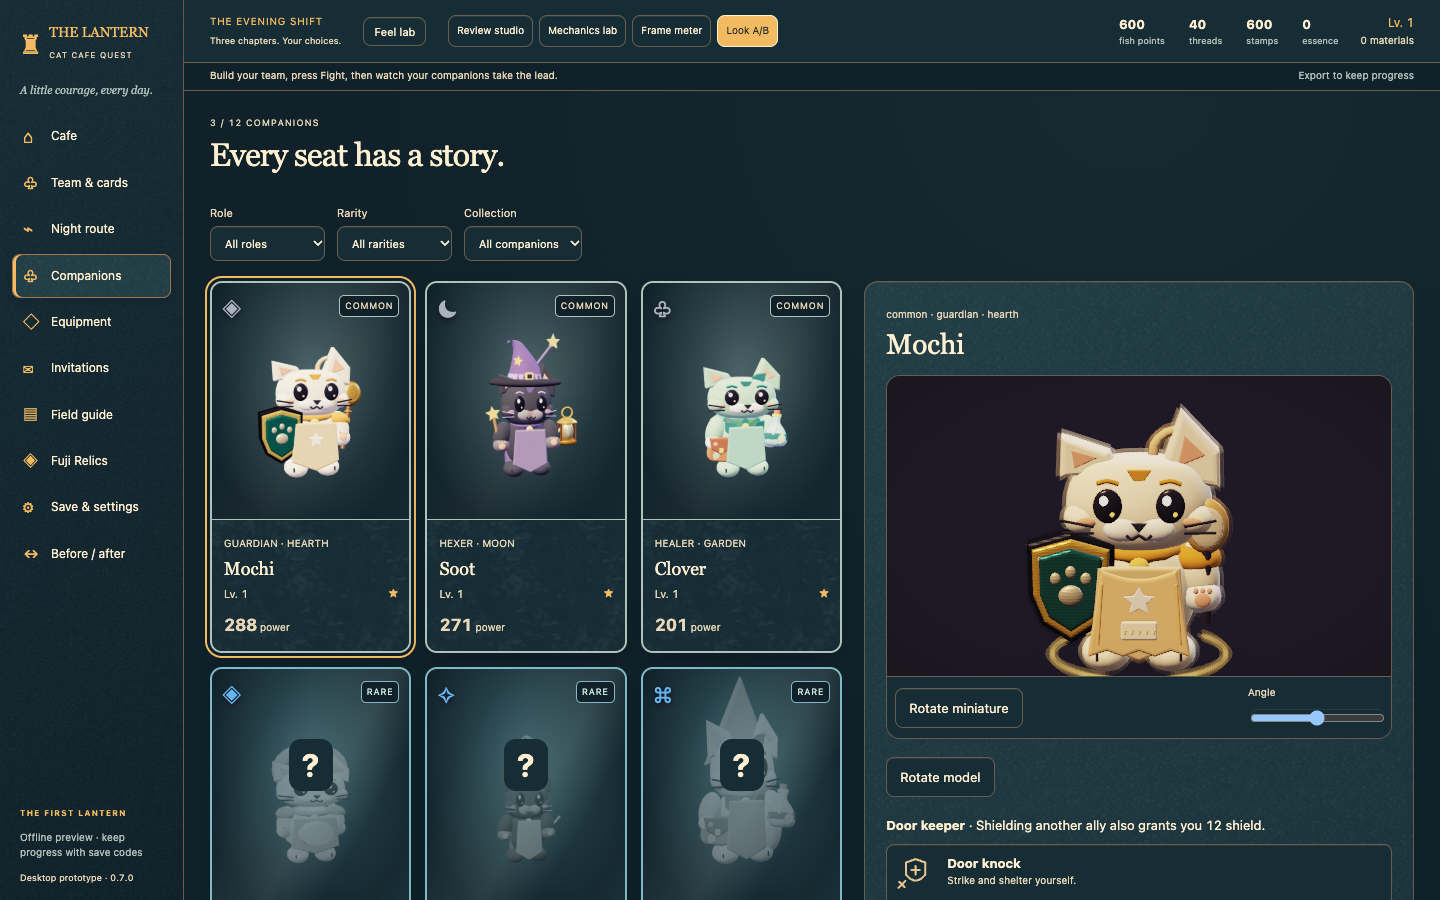 THE LANTERN
CAT CAFE QUEST
A little courage, every day.
Cafe
Team & cards
Night route
Companions
Equipment
Invitations
Field guide
Fuji Relics
Save & settings
Before / after
THE FIRST LANTERN
Offline preview · keep
progress with save codes
Desktop prototype · 0.7.0
THE EVENING SHIFT
Three chapters. Your choices.
Feel lab
Review studio
Mechanics lab
Frame meter
Look A/B
600
fish points
40
threads
600
stamps
0
essence
Lv. 1
0 materials
Build your team, press Fight, then watch your companions take the lead.
Export to keep progress
3 / 12 COMPANIONS
Every seat has a story.
Role
Rarity
Collection
All roles
All rarities
All companions
COMMON
GUARDIAN · HEARTH
Mochi
Lv. 1
288 power
COMMON
HEXER · MOON
Soot
Lv. 1
271 power
COMMON
HEALER · GARDEN
Clover
Lv. 1
201 power
RARE
?
RARE
?
RARE
?
common · guardian · hearth
Mochi
Rotate miniature
Angle
Rotate model
Door keeper · Shielding another ally also grants you 12 shield.
Door knock
Strike and shelter yourself.